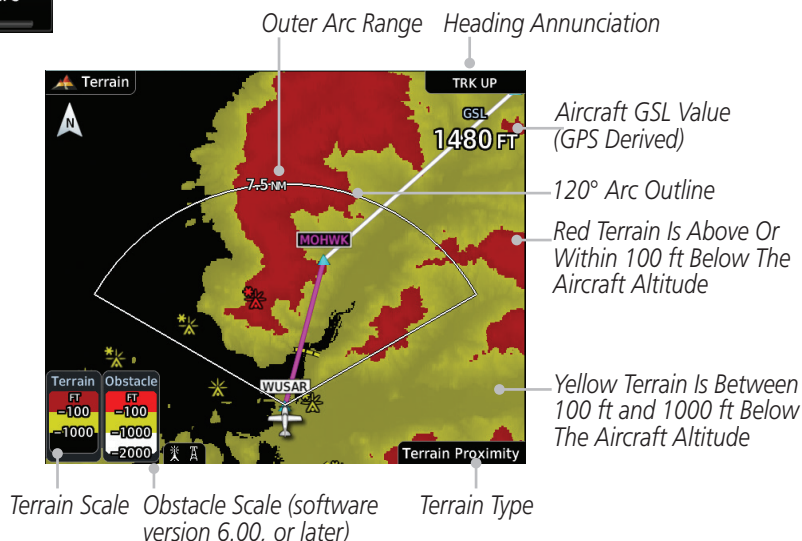 Outer Arc Range
Heading Annunciation
Terrain
TRK UP
N
GSL
1480 FT
Aircraft GSL Value
(GPS Derived)
7.5 NM
120° Arc Outline
MOHWK
Red Terrain Is Above Or
Within 100 ft Below The
Aircraft Altitude
Terrain
Obstacle
FT
FT
-100
-100
-1000
-1000
-2000
WUSAR
Yellow Terrain Is Between
100 ft and 1000 ft Below
The Aircraft Altitude
Terrain Proximity
Terrain Scale
Obstacle Scale (software
version 6.00, or later)
Terrain Type